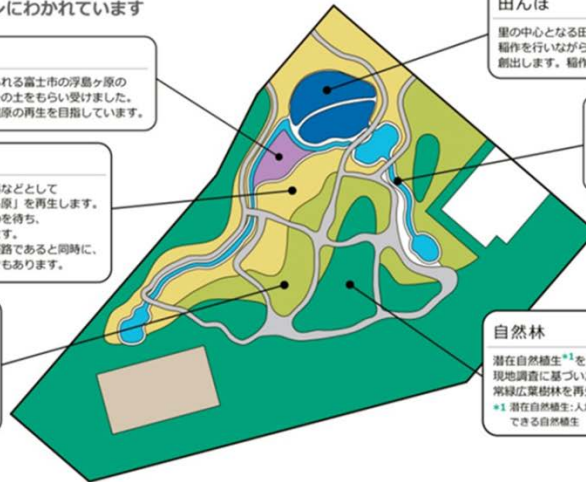 ンにわかれています
れる富士市の浮島ヶ原の
の土をもらい受けました。
原の再生を目指しています。
などとして
原」を再生します。
を待ち、
す。
路であると同時に、
もあります。
田んぼ
里の中心となる田
稲作を行いながら
創出します。稲作
自然林
潜在自然植生*1を
現地調査に基づい
常緑広葉樹林を再
*1 潜在自然植生:人
できる自然植生